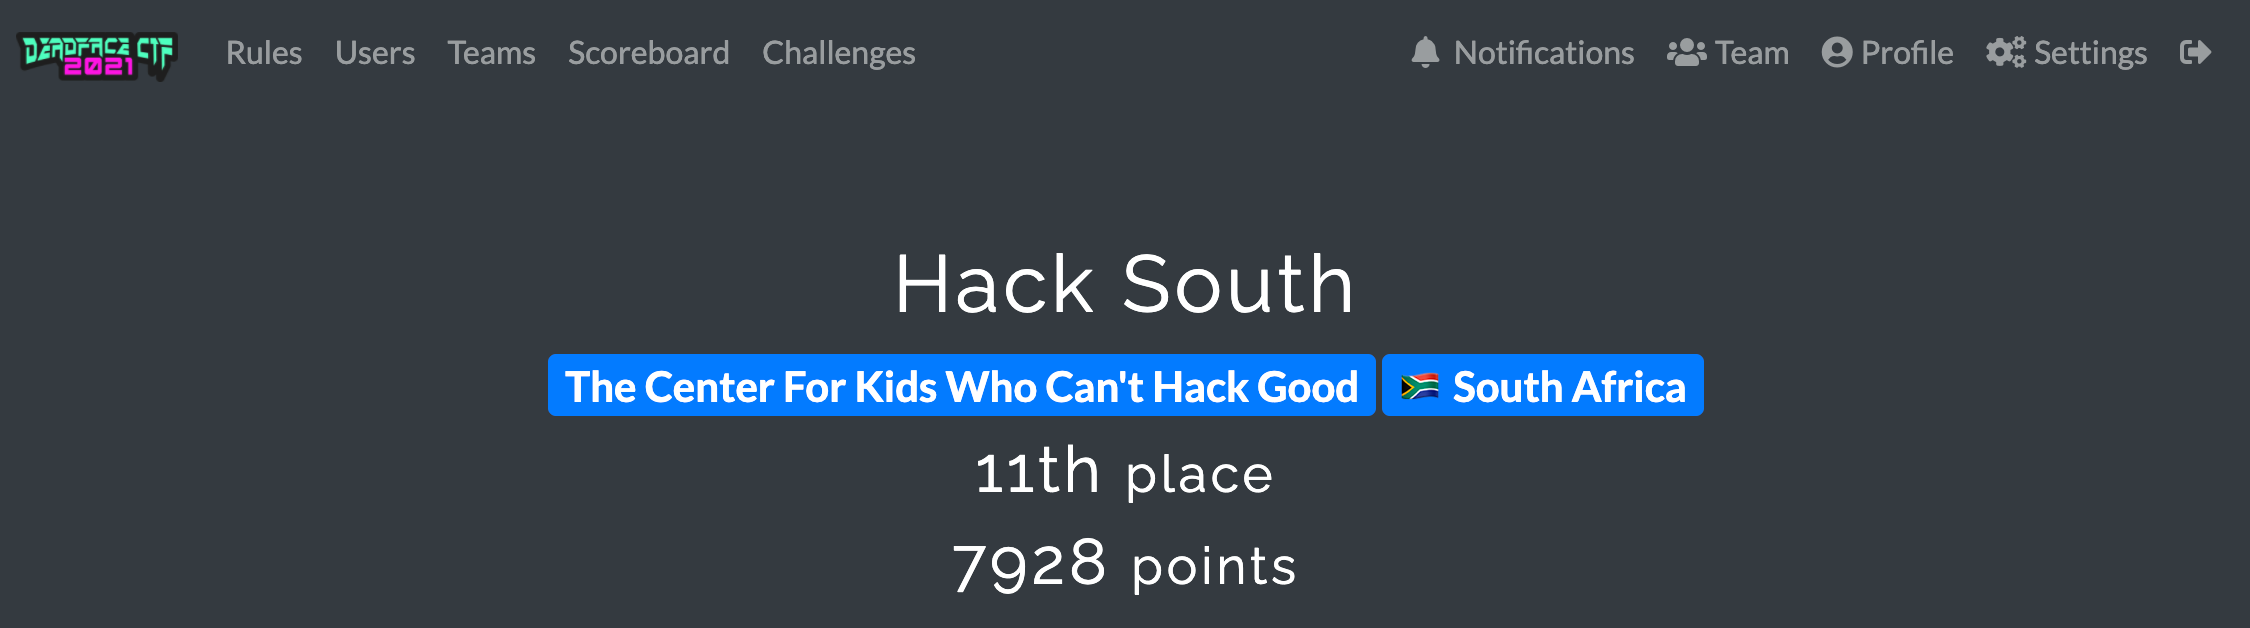 DEADFACE CTF
2021
Rules Users Teams Scoreboard Challenges Notifications Team Profile Settings
Hack South
The Center For Kids Who Can't Hack Good South Africa
11th place
7928 points